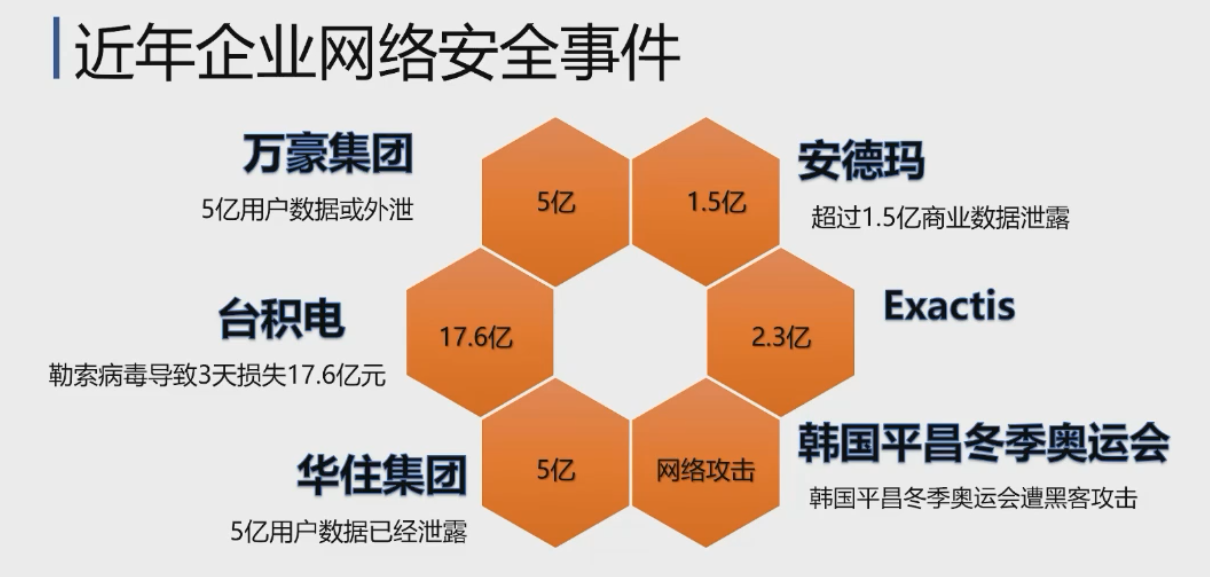 近年企业网络安全事件
万豪集团
5亿用户数据或外泄
5亿
1.5亿
安德玛
超过1.5亿商业数据泄露
台积电
勒索病毒导致3天损失17.6亿元
17.6亿
2.3亿
Exactis
华住集团
5亿用户数据已经泄露
5亿
网络攻击
韩国平昌冬季奥运会
韩国平昌冬季奥运会遭黑客攻击